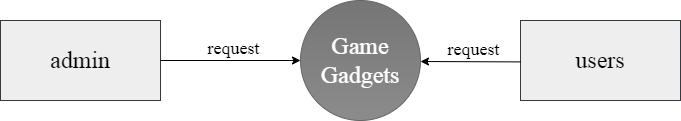 admin
request
Game
Gadgets
request
users